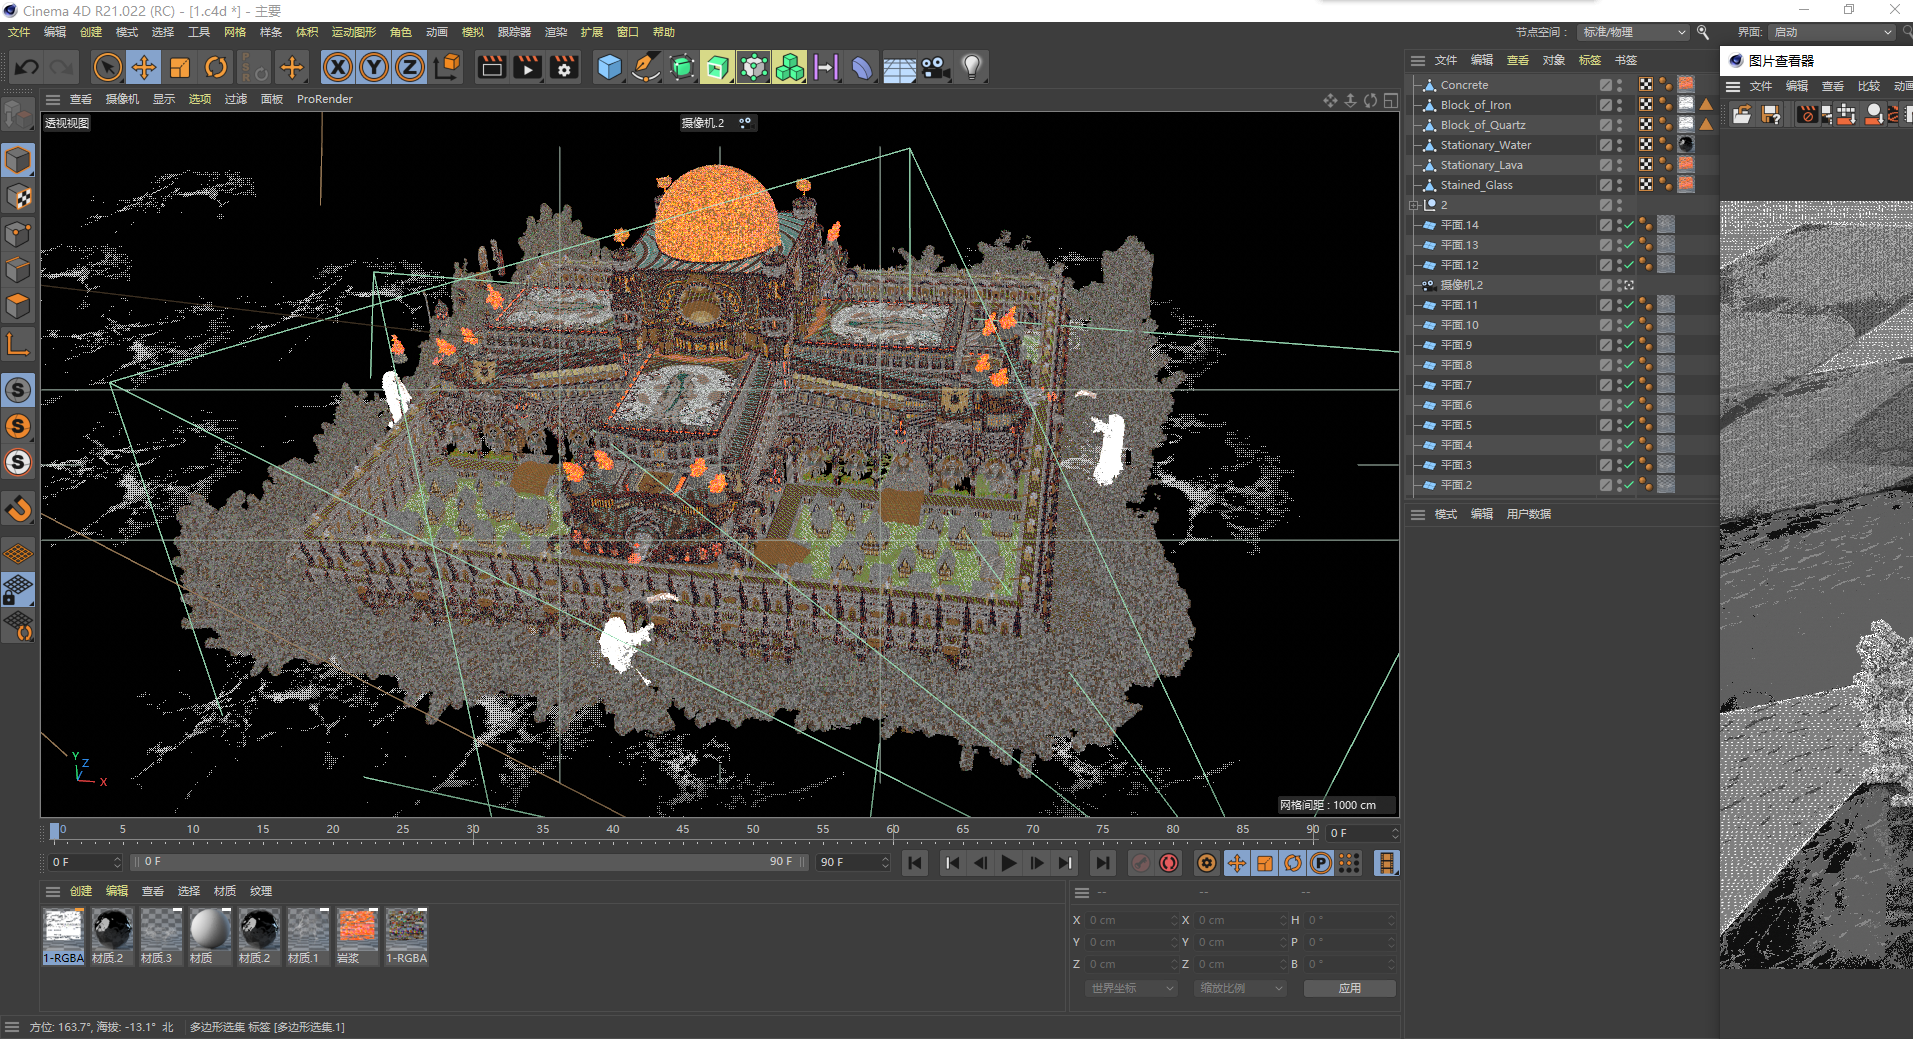 Cinema 4D R21.022 (RC) - [1.c4d *] - 主要
文件 编辑 创建 模式 选择 工具 网格 样条 体积 运动图形 角色 动画 模拟 跟踪器 渲染 扩展 窗口 帮助
节点空间： 标准/物理 界面: 启动
P S R
X Y Z
查看 摄像机 显示 选项 过滤 面板 ProRender
透视视图
摄像机.2
文件 编辑 查看 对象 标签 书签
Concrete
Block_of_Iron
Block_of_Quartz
Stationary_Water
Stationary_Lava
Stained_Glass
2
平面.14
平面.13
平面.12
摄像机.2
平面.11
平面.10
平面.9
平面.8
平面.7
平面.6
平面.5
平面.4
平面.3
平面.2
模式 编辑 用户数据
图片查看器
文件 编辑 查看 比较 动画
S
S
S
Y
Z
X
网格间距 : 1000 cm
0 5 10 15 20 25 30 35 40 45 50 55 60 65 70 75 80 85 90 0 F
0 F 0 F 90 F 90 F
P
创建 编辑 查看 选择 材质 纹理
1-RGBA 材质.2 材质.3 材质 材质.2 材质.1 岩浆 1-RGBA
-- -- --
X 0 cm X 0 cm H 0 °
Y 0 cm Y 0 cm P 0 °
Z 0 cm Z 0 cm B 0 °
世界坐标 缩放比例 应用
方位: 163.7°, 海拔: -13.1° 北 多边形选集 标签 [多边形选集.1]